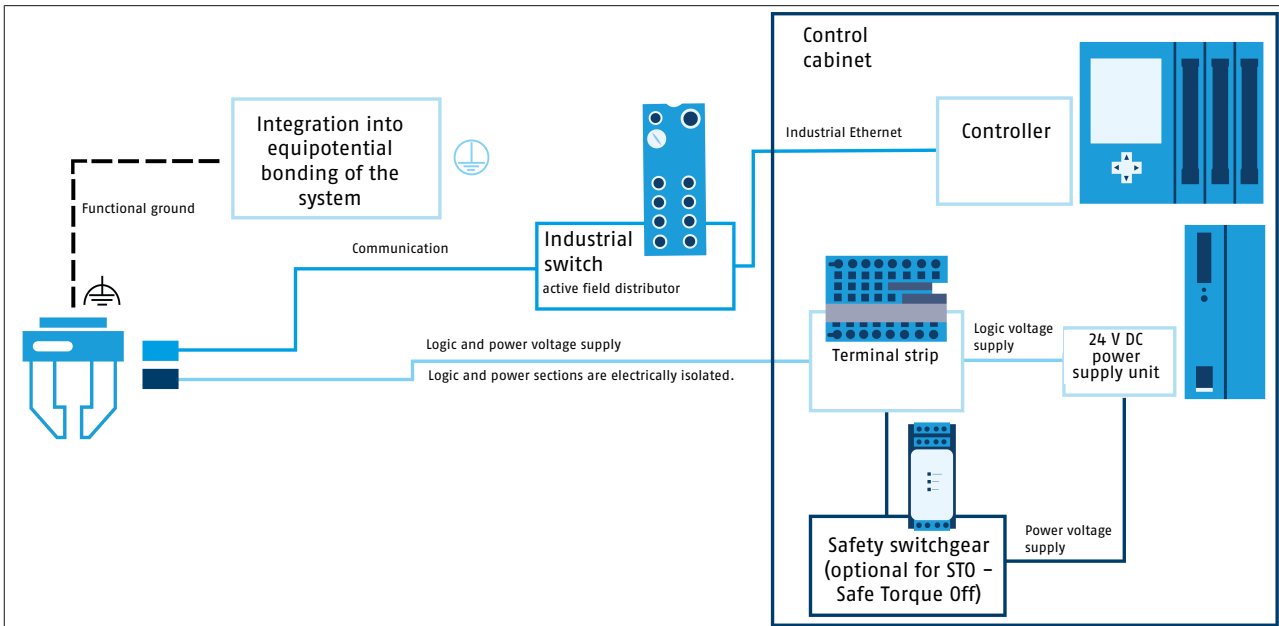 Control
cabinet
Integration into
equipotential
bonding of the
system
Functional ground
Industrial Ethernet
Controller
Communication
Industrial
switch
active field distributor
Logic and power voltage supply
Logic and power sections are electrically isolated.
Terminal strip
Logic voltage
supply
24 V DC
power
supply unit
Safety switchgear
(optional for STO –
Safe Torque Off)
Power voltage
supply